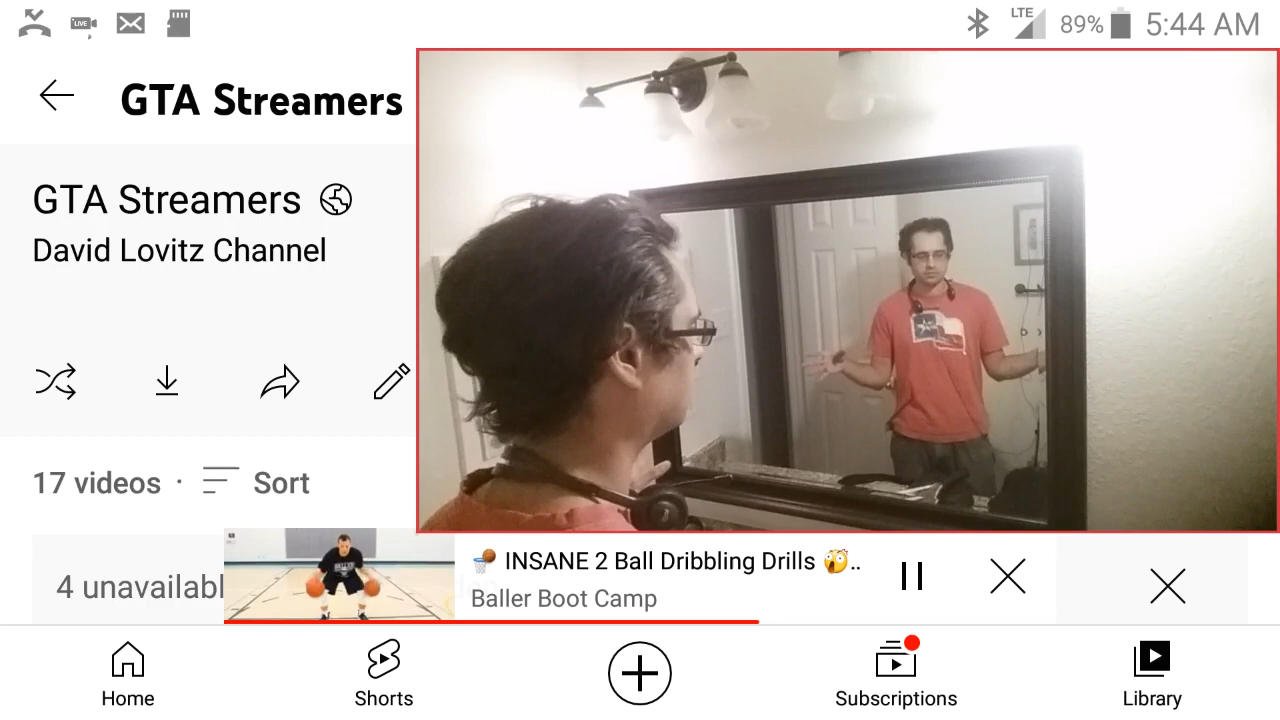 LIVE
LTE
89%
5:44 AM
GTA Streamers
GTA Streamers
David Lovitz Channel
17 videos · Sort
4 unavailabl
INSANE 2 Ball Dribbling Drills ..
Baller Boot Camp
Home
Shorts
Subscriptions
Library